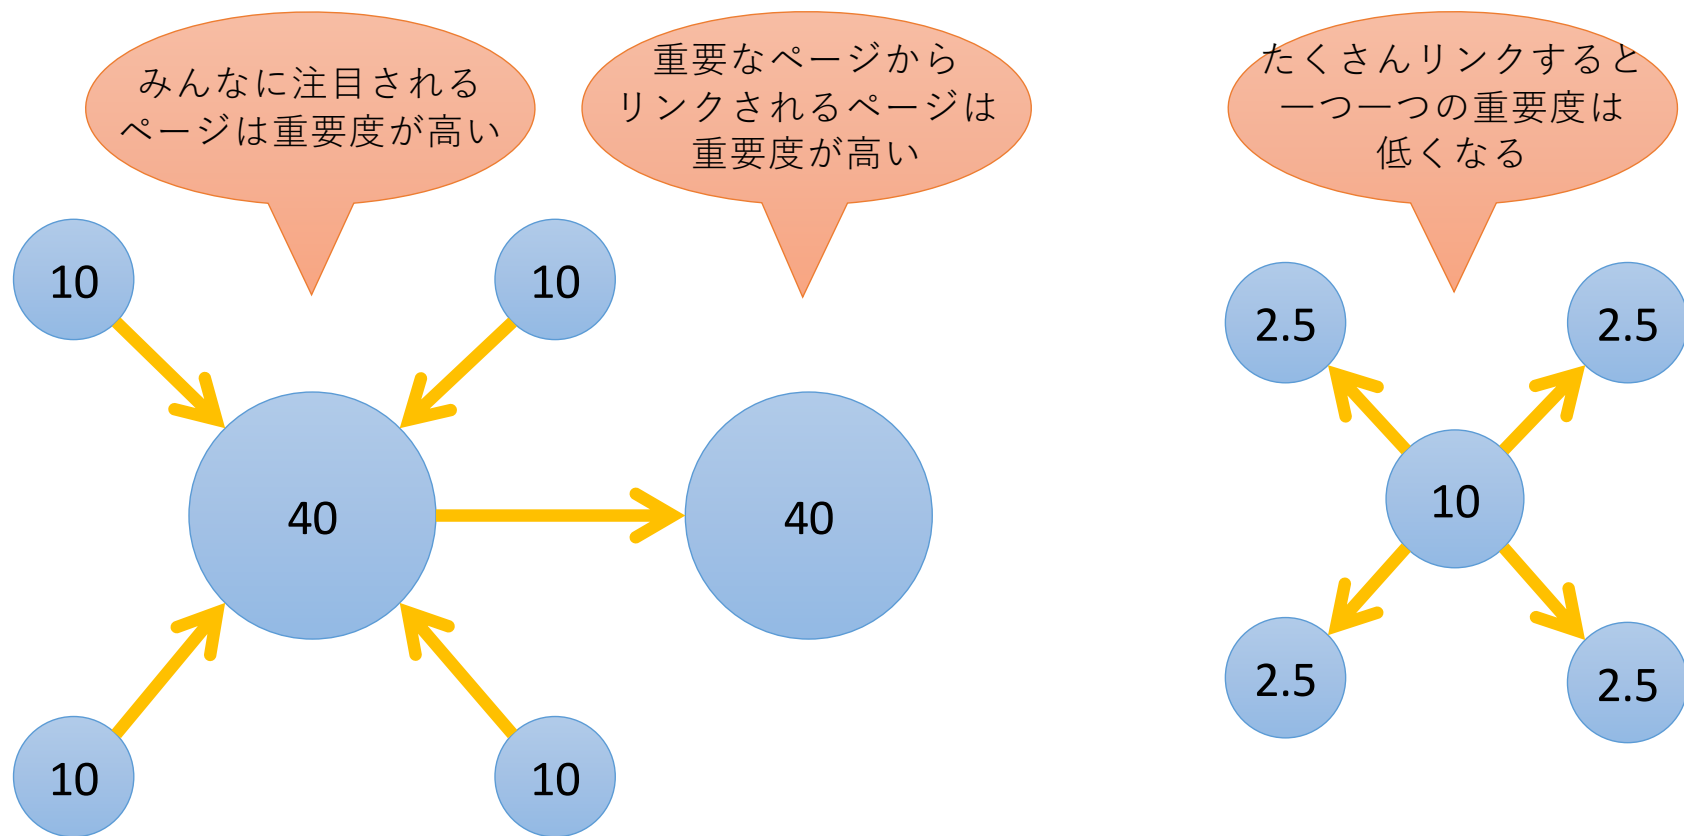 みんなに注目される
ページは重要度が高い
重要なページから
リンクされるページは
重要度が高い
たくさんリンクすると
一つ一つの重要度は
低くなる
10
10
40
40
10
10
2.5
2.5
10
2.5
2.5